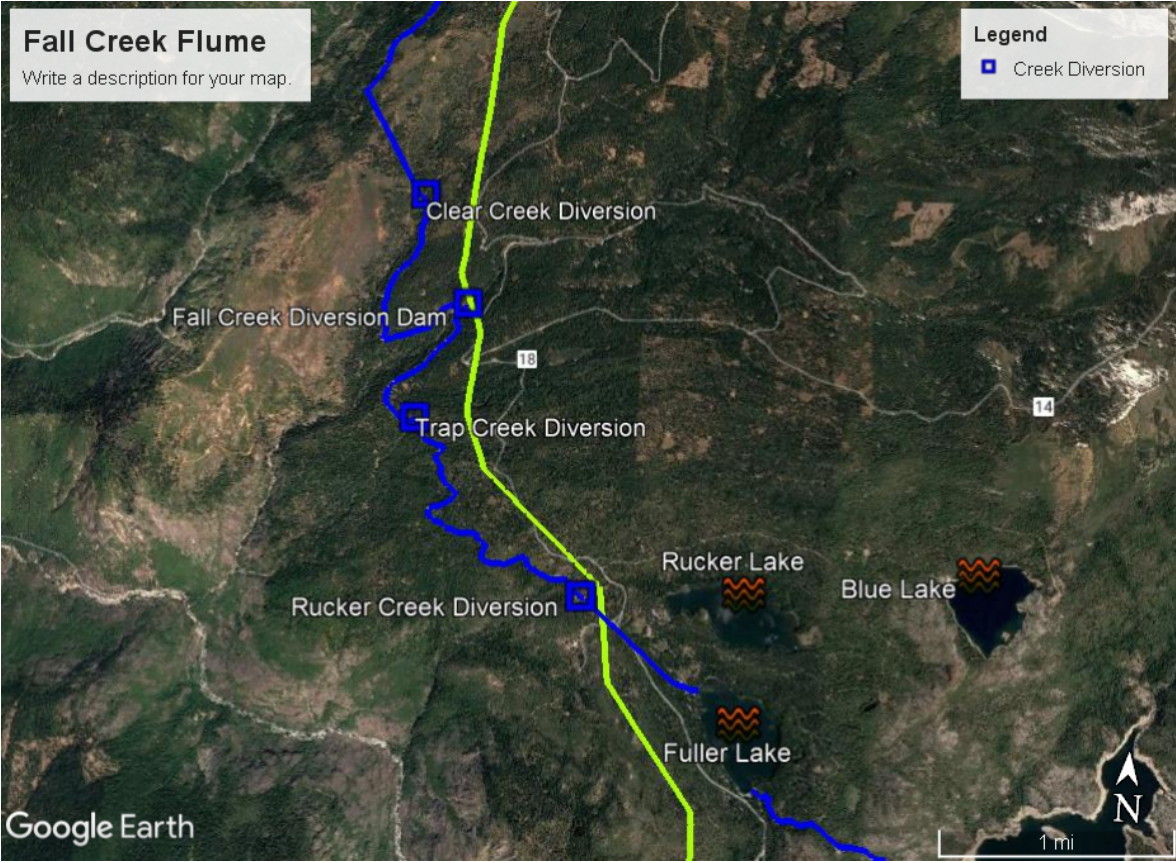 Fall Creek Flume
Write a description for your map.
Legend
Creek Diversion
Clear Creek Diversion
Fall Creek Diversion Dam
18
14
Trap Creek Diversion
Rucker Lake
Blue Lake
Rucker Creek Diversion
Fuller Lake
N
Google Earth
1 mi